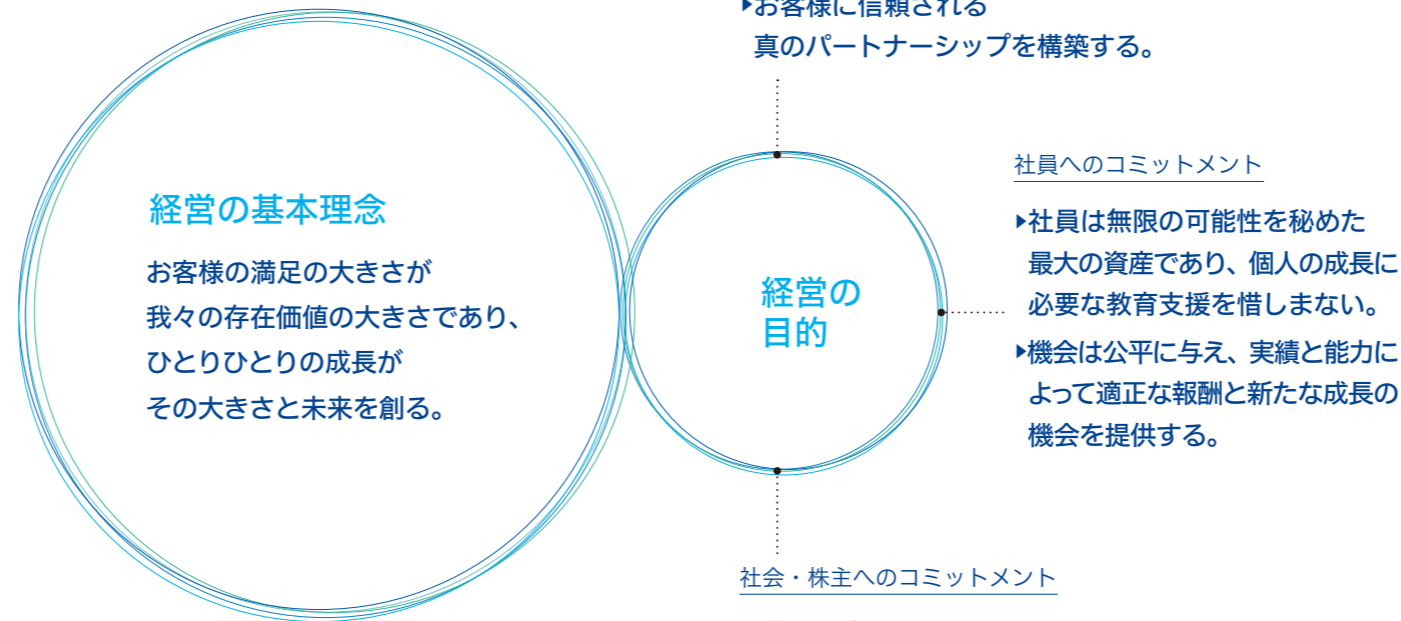 ▶お客様に信頼される
真のパートナーシップを構築する。
経営の基本理念
お客様の満足の大きさが
我々の存在価値の大きさであり、
ひとりひとりの成長が
その大きさと未来を創る。
経営の
目的
社員へのコミットメント
▶社員は無限の可能性を秘めた
最大の資産であり、個人の成長に
必要な教育支援を惜しまない。
▶機会は公平に与え、実績と能力に
よって適正な報酬と新たな成長の
機会を提供する。
社会・株主へのコミットメント